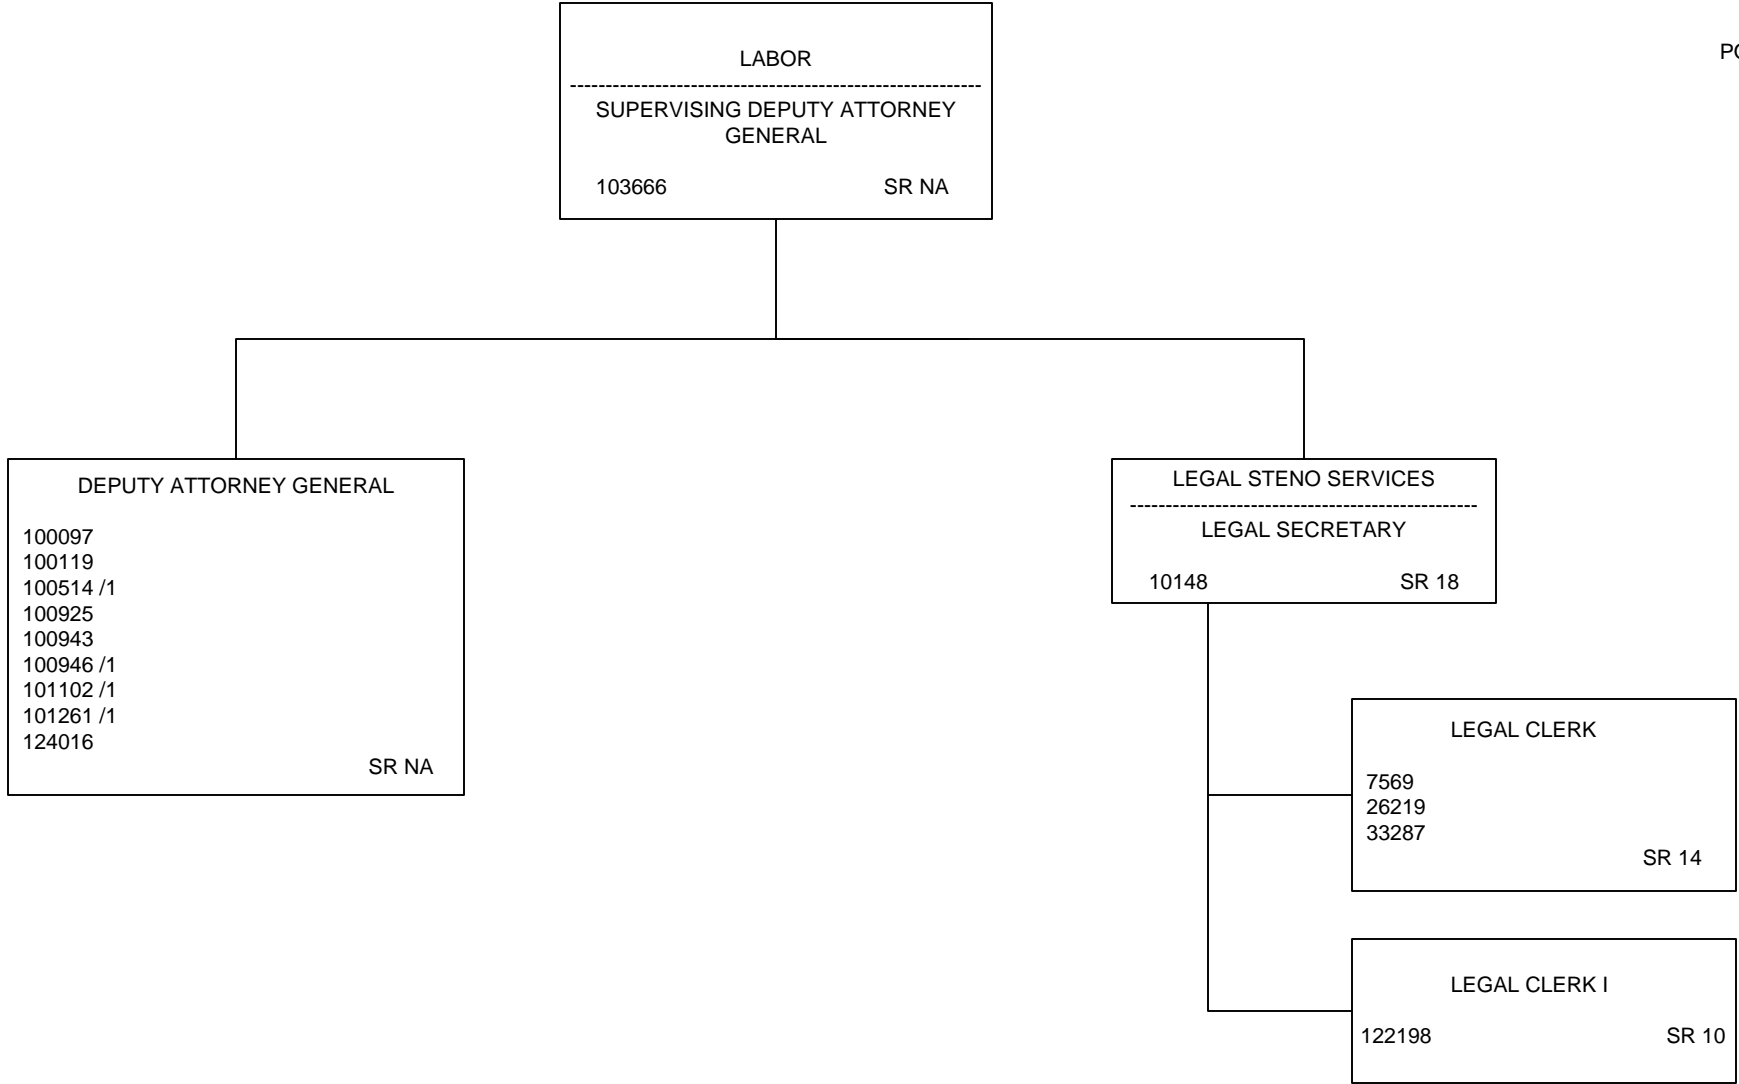 LABOR
---------------------------------------------------------
SUPERVISING DEPUTY ATTORNEY
GENERAL
103666 SR NA
DEPUTY ATTORNEY GENERAL
100097
100119
100514 /1
100925
100943
100946 /1
101102 /1
101261 /1
124016
SR NA
LEGAL STENO SERVICES
------------------------------------------------
LEGAL SECRETARY
10148 SR 18
LEGAL CLERK
7569
26219
33287
SR 14
LEGAL CLERK I
122198 SR 10